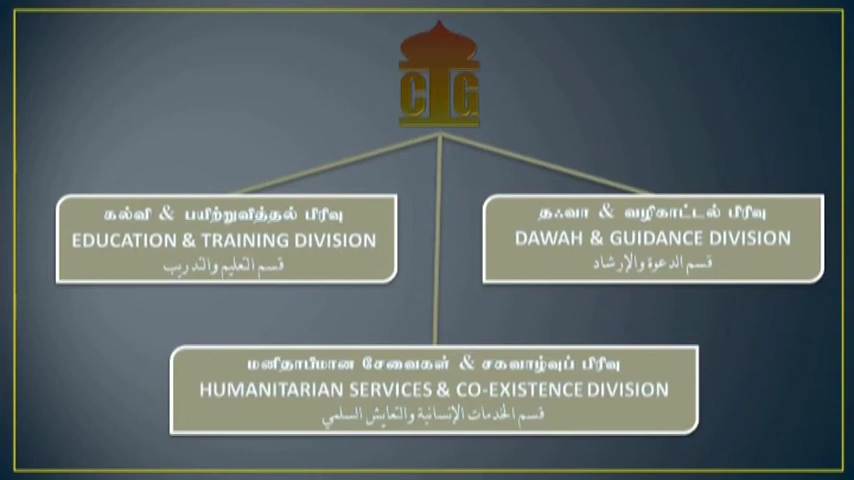 CTG
கல்வி & பயிற்றுவித்தல் பிரிவு
EDUCATION & TRAINING DIVISION
قسم التعليم والتدريب
தஃவா & வழிகாட்டல் பிரிவு
DAWAH & GUIDANCE DIVISION
قسم الدعوة والإرشاد
மனிதாபிமான சேவைகள் & சகவாழ்வுப் பிரிவு
HUMANITARIAN SERVICES & CO-EXISTENCE DIVISION
قسم الخدمات الإنسانية والتعايش السلمي